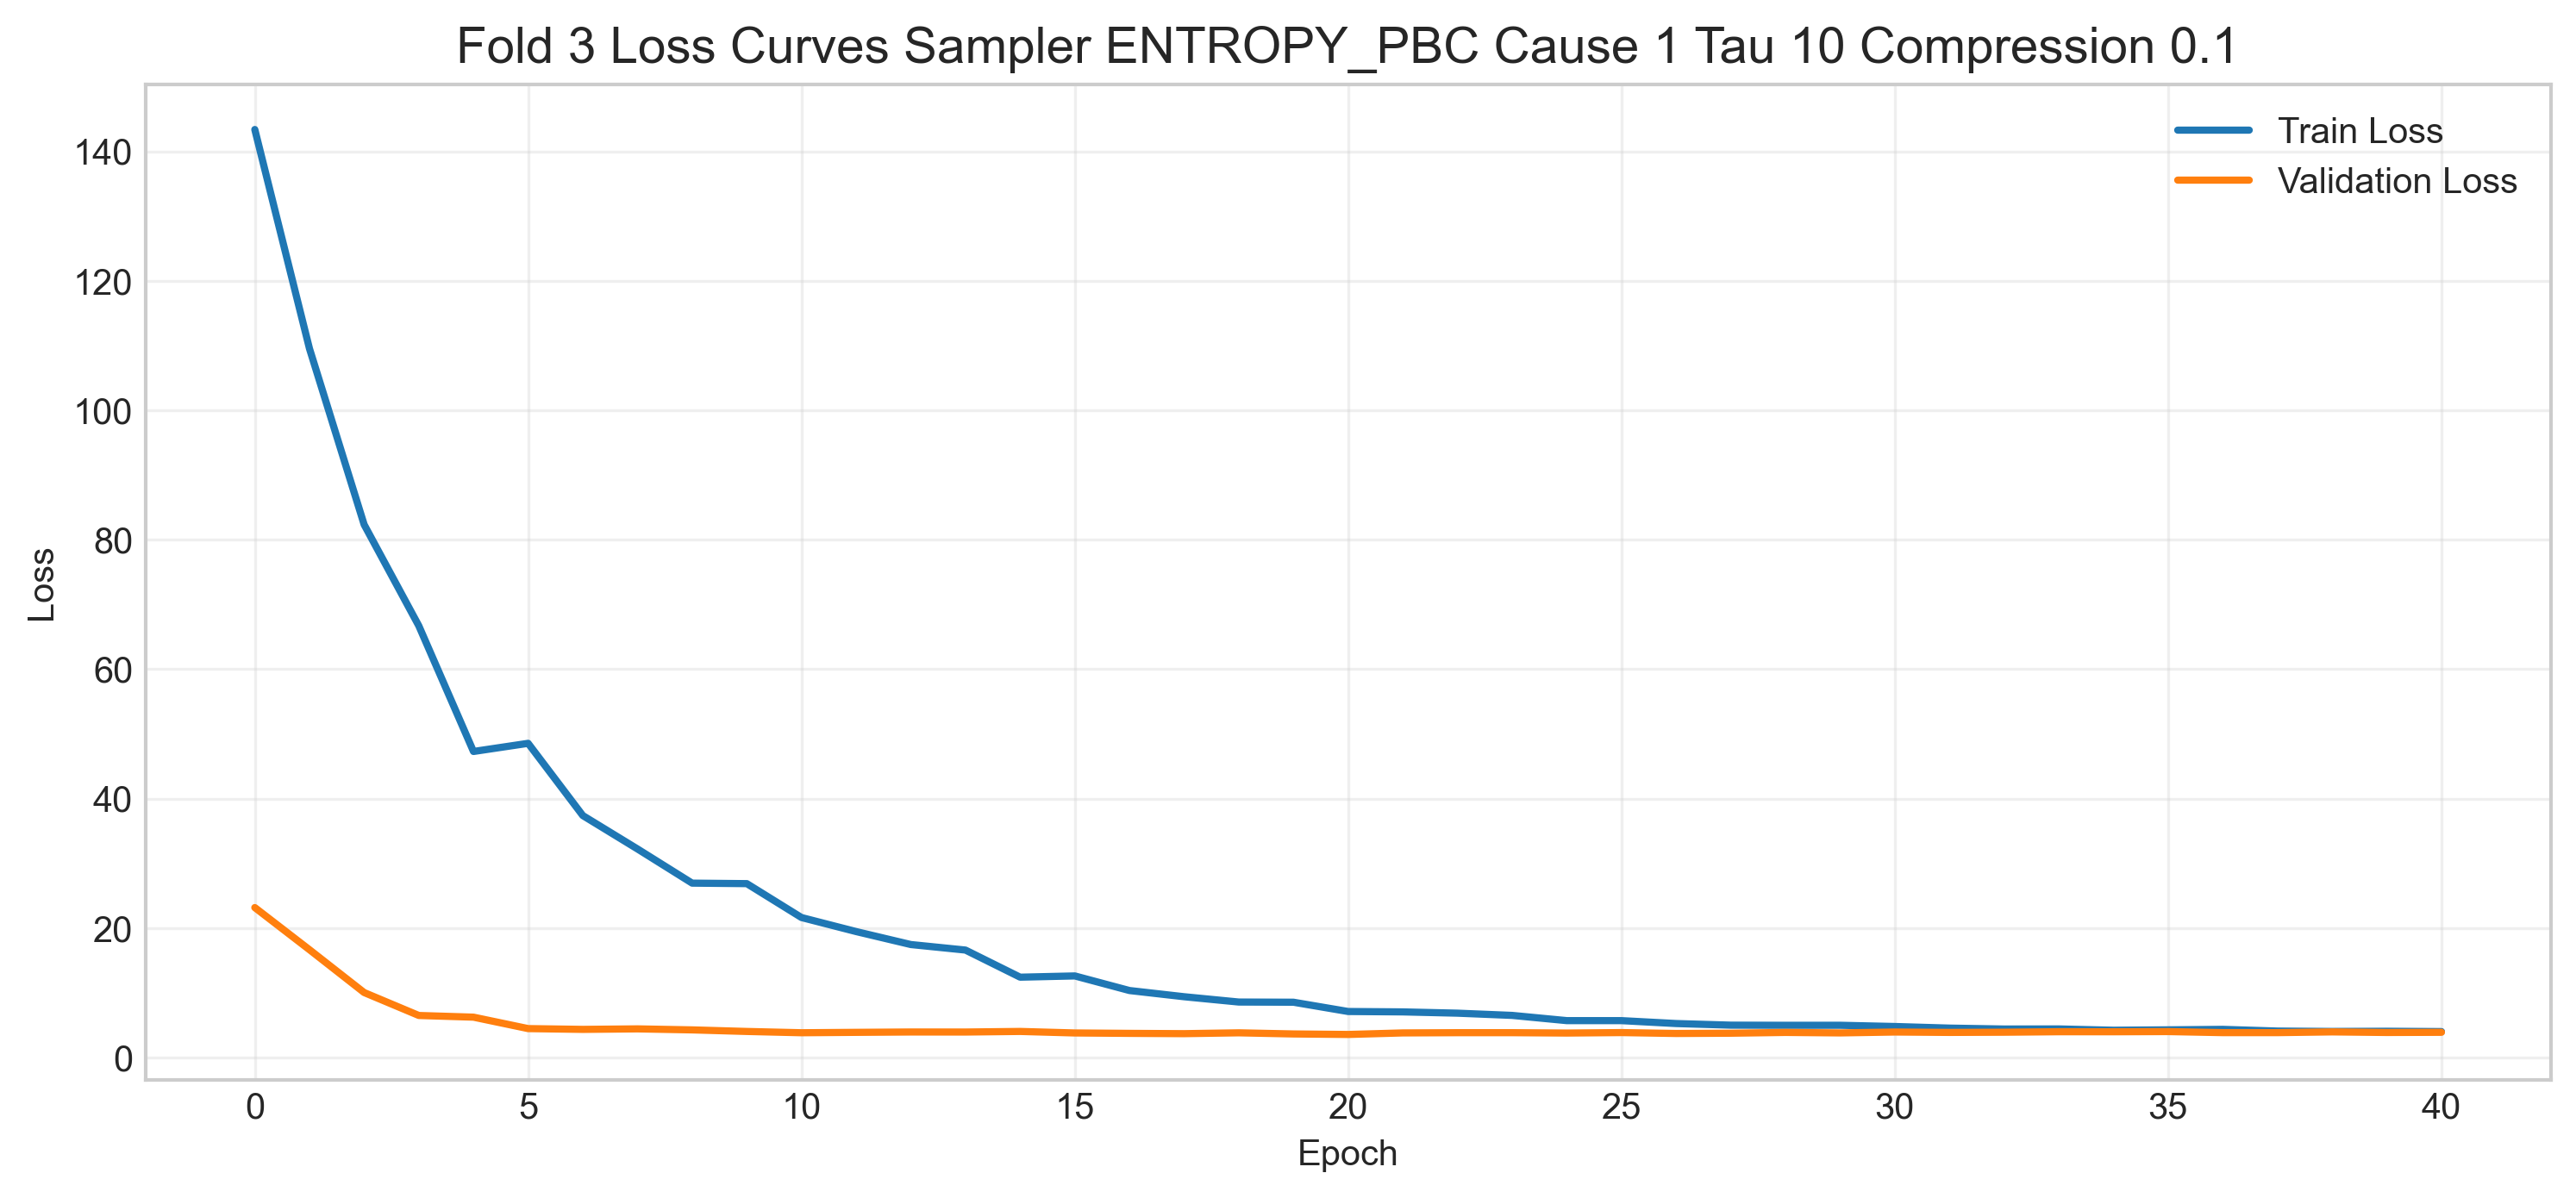 Fold 3 Loss Curves Sampler ENTROPY_PBC Cause 1 Tau 10 Compression 0.1
Train Loss
Validation Loss
140
120
100
80
60
40
20
0
Loss
0 5 10 15 20 25 30 35 40
Epoch